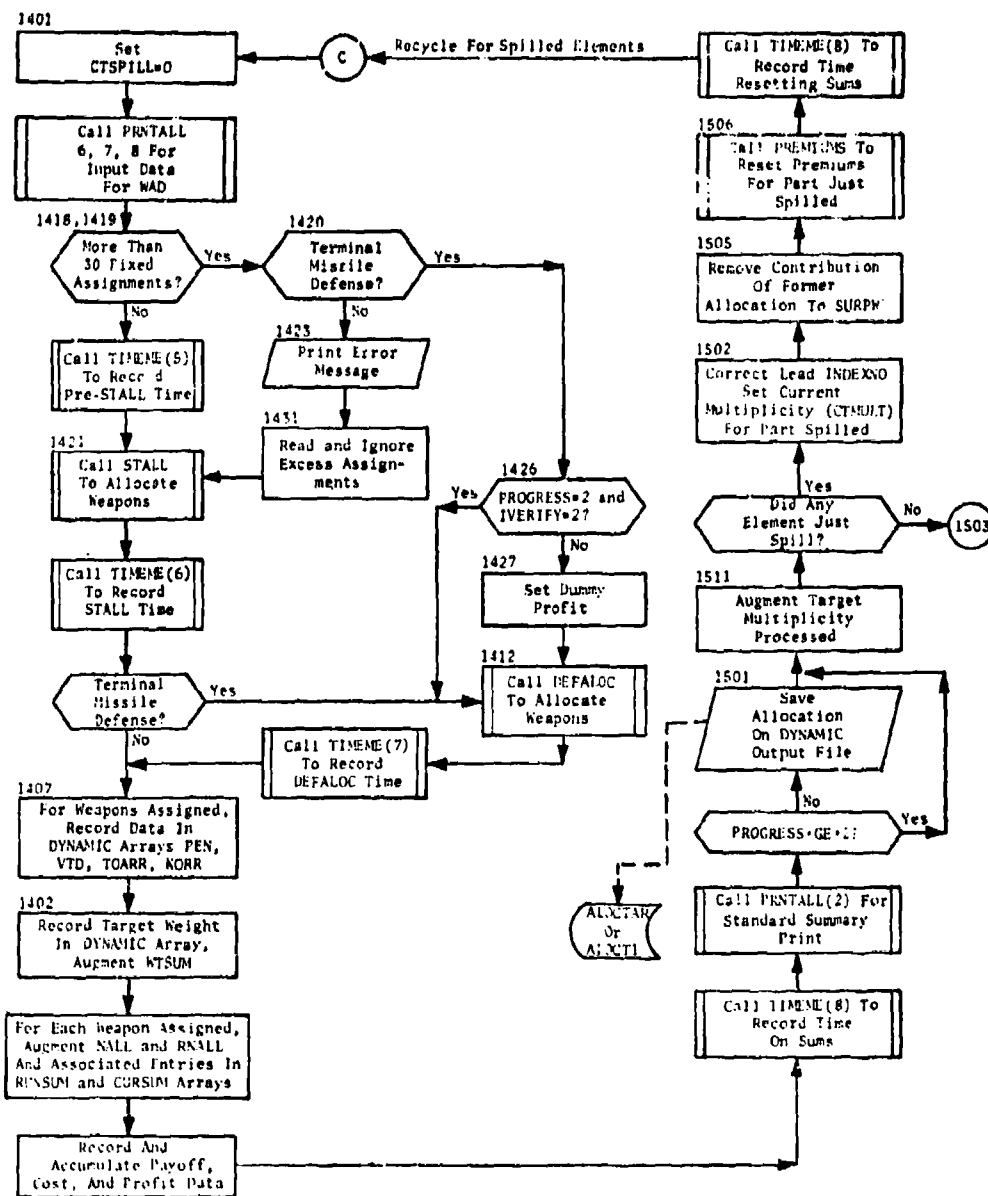 1401
Set
CTSPILL=0
C
Recycle For Spilled Elements
Call TIMEME(8) To
Record Time
Resetting Sums
Call PRNTALL
6, 7, 8 For
Input Data
For WAD
1506
Call PREMIUMS To
Reset Premiums
For Part Just
Spilled
1418,1419
More Than
30 Fixed
Assignments?
Yes
No
1420
Terminal
Missile
Defense?
Yes
No
1505
Remove Contribution
Of Former
Allocation To SURPW
1423
Print Error
Message
Call TIMEME(5)
To Record
Pre-STALL Time
1502
Correct Lead INDEXNO
Set Current
Multiplicity (CTMULT)
For Part Spilled
1431
Read and Ignore
Excess Assign-
ments
1421
Call STALL
To Allocate
Weapons
1426
PROGRESS=2 and
IVERIFY=2?
Yes
No
Yes
Did Any
Element Just
Spill?
No
1503
1427
Set Dummy
Profit
Call TIMEME(6)
To Record
STALL Time
1511
Augment Target
Multiplicity
Processed
1412
Call DEFALOC
To Allocate
Weapons
Terminal
Missile
Defense?
Yes
No
1501
Save
Allocation
On DYNAMIC
Output File
Call TIMEME(7)
To Record
DEFALOC Time
1407
For Weapons Assigned,
Record Data In
DYNAMIC Arrays PEN,
VTD, TOARR, KORR
No
PROGRESS.GE.2?
Yes
1402
Record Target Weight
In DYNAMIC Array,
Augment WTSUM
ALOCTAR
Or
ALOCTI
Call PRNTALL(2) For
Standard Summary
Print
For Each Weapon Assigned,
Augment NALL and RNALL
And Associated Entries In
RUNSUM and CURSUM Arrays
Call TIMEME(8) To
Record Time
On Sums
Record And
Accumulate Payoff,
Cost, And Profit Data